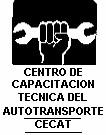 CENTRO DE
CAPACITACION
TECNICA DEL
AUTOTRANSPORTE
CECAT